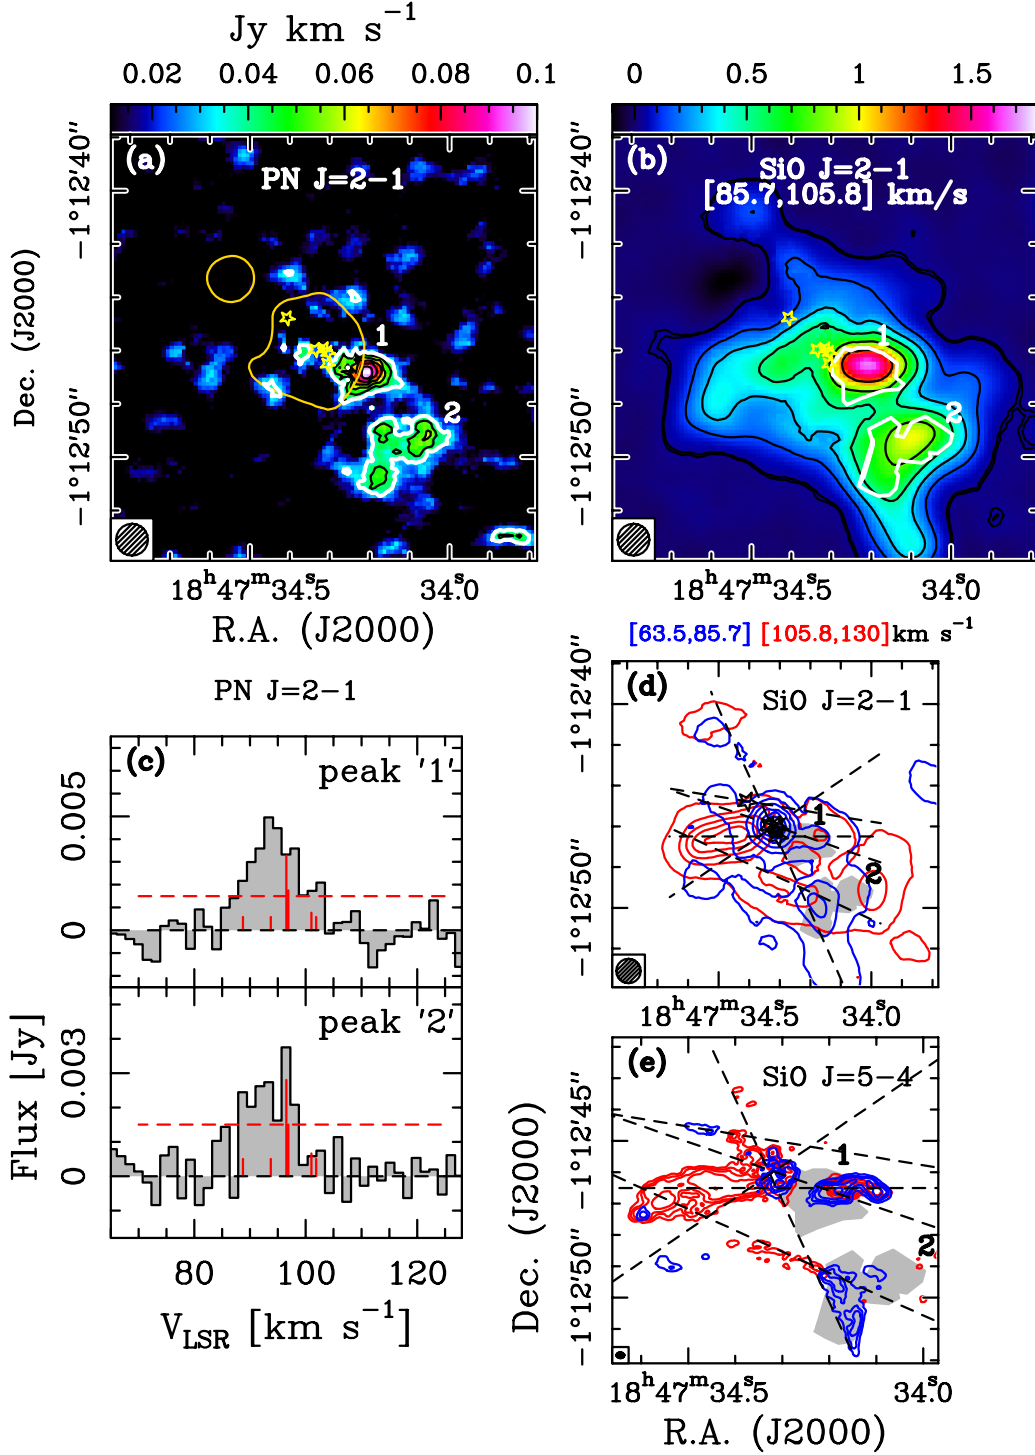 Jy km s⁻¹
0.02 0.04 0.06 0.08 0.1
0 0.5 1 1.5
(a) PN J=2−1
1
2
(b) SiO J=2−1
[85.7,105.8] km/s
1
2
Dec. (J2000)
−1°12'40"
−1°12'50"
−1°12'40"
−1°12'50"
18ʰ47ᵐ34.ˢ5 34.ˢ0
R.A. (J2000)
18ʰ47ᵐ34.ˢ5 34.ˢ0
PN J=2−1
(c)
peak '1'
0.005
0
peak '2'
0.003
0
Flux [Jy]
80 100 120
V_LSR [km s⁻¹]
[63.5,85.7] [105.8,130]km s⁻¹
(d) SiO J=2−1
1
2
−1°12'40"
−1°12'50"
18ʰ47ᵐ34.ˢ5 34.ˢ0
(e) SiO J=5−4
1
2
−1°12'45"
−1°12'50"
Dec. (J2000)
18ʰ47ᵐ34.ˢ5 34.ˢ0
R.A. (J2000)